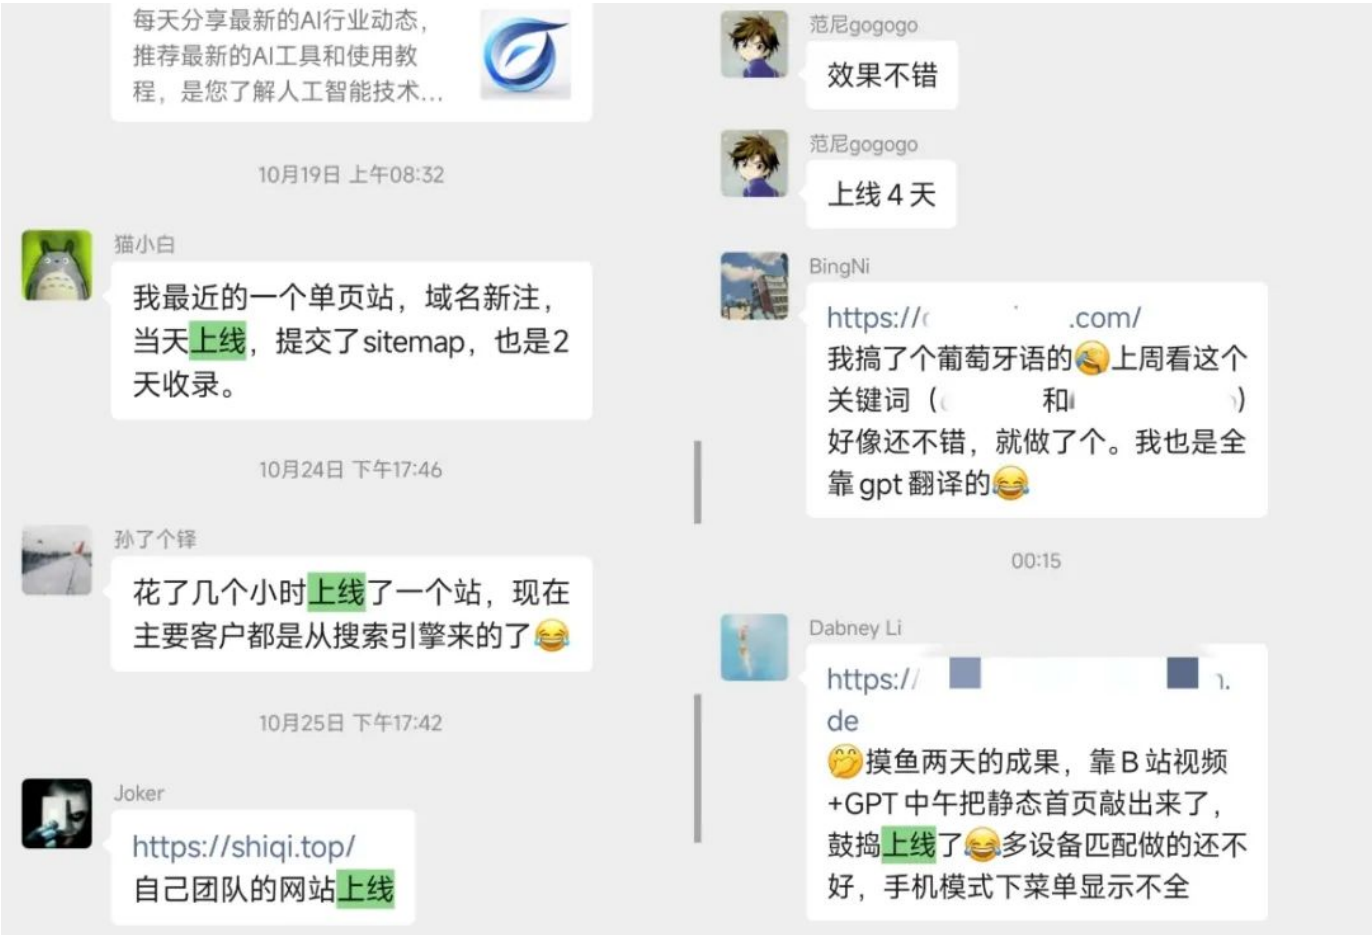 每天分享最新的AI行业动态，
推荐最新的AI工具和使用教
程，是您了解人工智能技术...
10月19日 上午08:32
猫小白
我最近的一个单页站，域名新注，
当天上线，提交了sitemap，也是2
天收录。
10月24日 下午17:46
孙了个铎
花了几个小时上线了一个站，现在
主要客户都是从搜索引擎来的了😂
10月25日 下午17:42
Joker
https://shiqi.top/
自己团队的网站上线
范尼gogogo
效果不错
范尼gogogo
上线4天
BingNi
https:// .com/
我搞了个葡萄牙语的🤣上周看这个
关键词（ 和 ）
好像还不错，就做了个。我也是全
靠gpt翻译的😂
00:15
Dabney Li
https://
de
🤭摸鱼两天的成果，靠B站视频
+GPT中午把静态首页敲出来了，
鼓捣上线了😂多设备匹配做的还不
好，手机模式下菜单显示不全